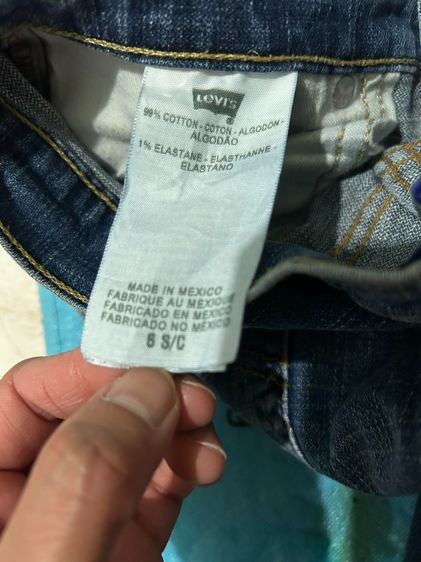 LEVI'S
®
99% COTTON - COTON - ALGODÓN -
ALGODÃO
1% ELASTANE - ELASTHANNE -
ELASTANO
MADE IN MEXICO
FABRIQUE AU MEXIQUE
FABRICADO EN MÉXICO
FABRICADO NO MÉXICO
6 S/C